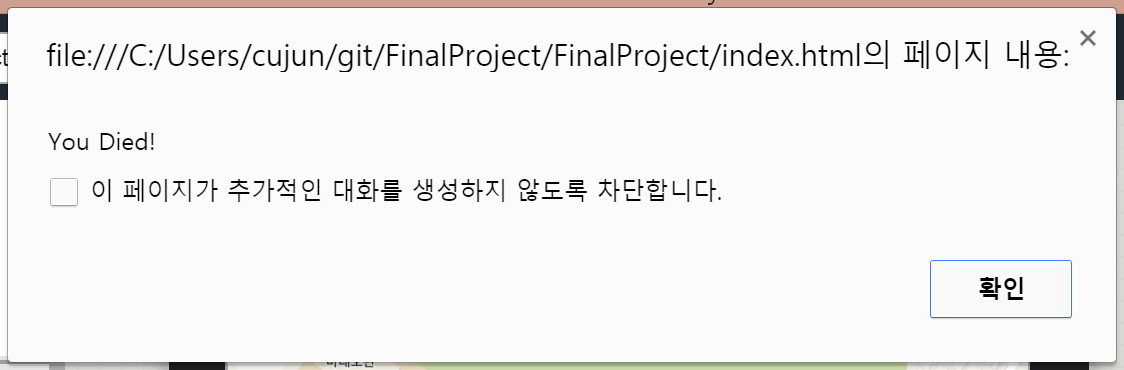 file:///C:/Users/cujun/git/FinalProject/FinalProject/index.html의 페이지 내용:
You Died!
이 페이지가 추가적인 대화를 생성하지 않도록 차단합니다.
확인